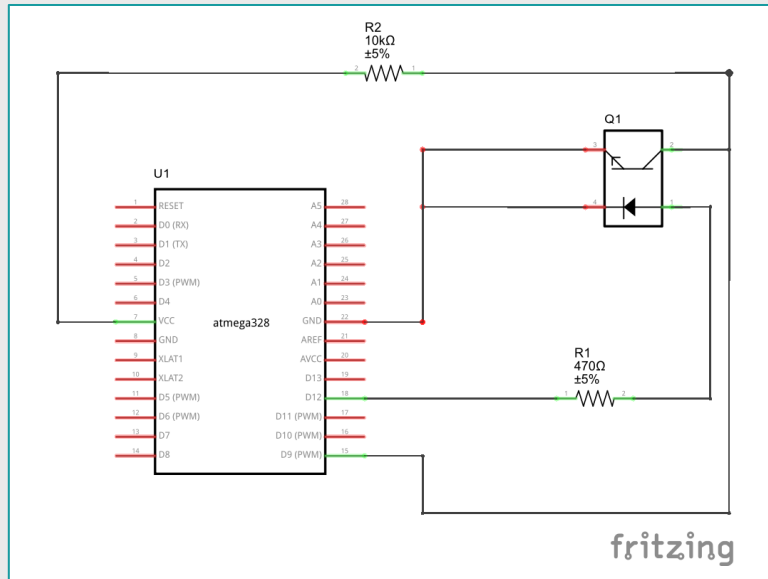 R2
10kΩ
±5%
2
1
Q1
3
2
4
1
U1
1 RESET
2 D0 (RX)
3 D1 (TX)
4 D2
5 D3 (PWM)
6 D4
7 VCC
8 GND
9 XLAT1
10 XLAT2
11 D5 (PWM)
12 D6 (PWM)
13 D7
14 D8
atmega328
A5 28
A4 27
A3 26
A2 25
A1 24
A0 23
GND 22
AREF 21
AVCC 20
D13 19
D12 18
D11 (PWM) 17
D10 (PWM) 16
D9 (PWM) 15
R1
470Ω
±5%
1
2
fritzing